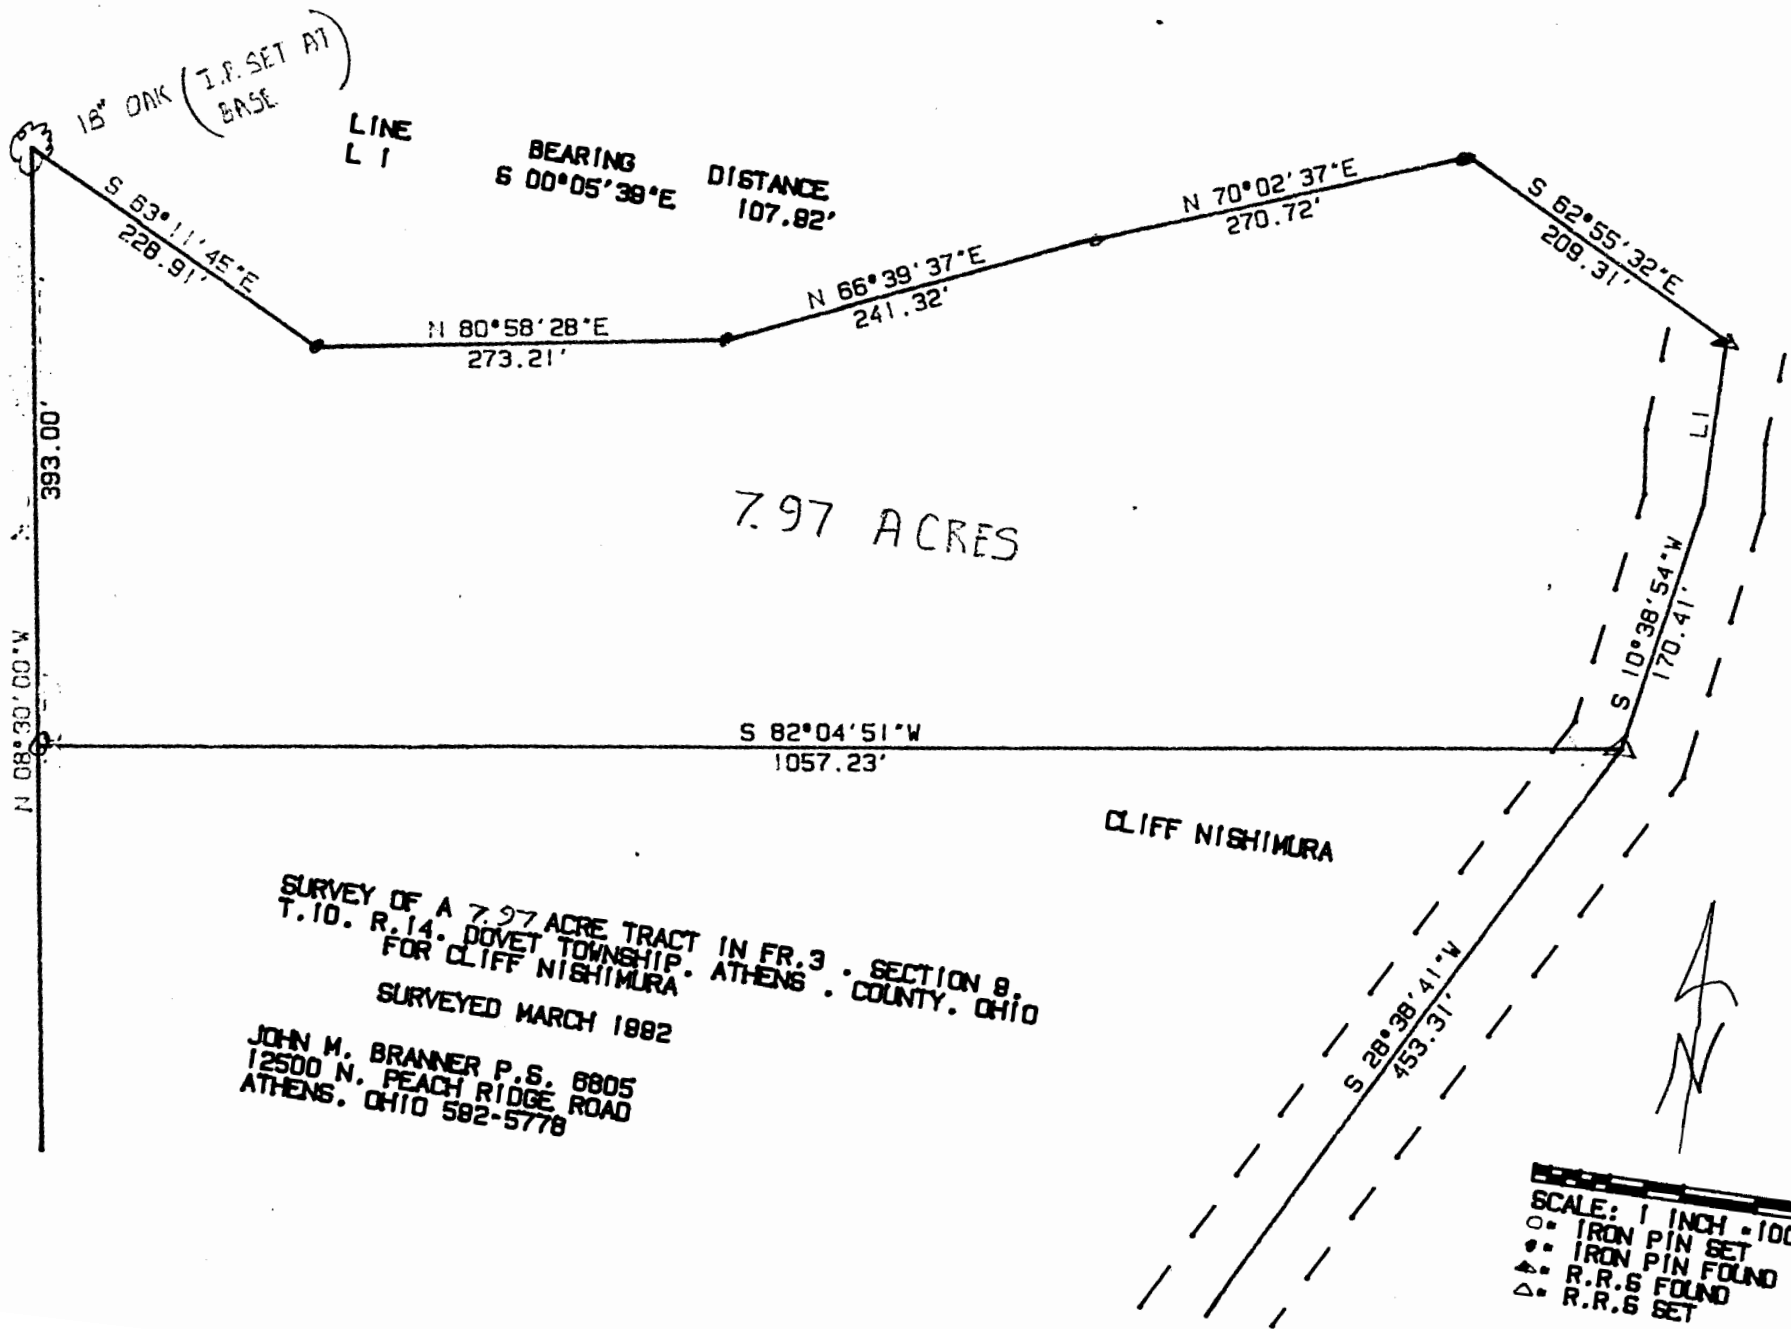 18" OAK (I.P. SET AT
BASE)
LINE BEARING DISTANCE
L 1 S 00°05'39"E 107.82'
S 63°11'45"E
228.91'
N 80°58'28"E
273.21'
N 66°39'37"E
241.32'
N 70°02'37"E
270.72'
S 62°55'32"E
209.31'
L1
393.00'
7.97 ACRES
S 10°38'54"W
170.41'
N 08°30'00"W
S 82°04'51"W
1057.23'
CLIFF NISHIMURA
SURVEY OF A 7.97 ACRE TRACT IN FR.3 . SECTION 9.
T.10. R.14. DOVET TOWNSHIP. ATHENS . COUNTY. OHIO
FOR CLIFF NISHIMURA
SURVEYED MARCH 1992
JOHN M. BRANNER P.S. 6805
12500 N. PEACH RIDGE ROAD
ATHENS. OHIO 592-5778
S 28°38'41"W
453.31'
N
SCALE: 1 INCH =100
O= IRON PIN SET
●= IRON PIN FOUND
▲= R.R.S FOUND
△= R.R.S SET